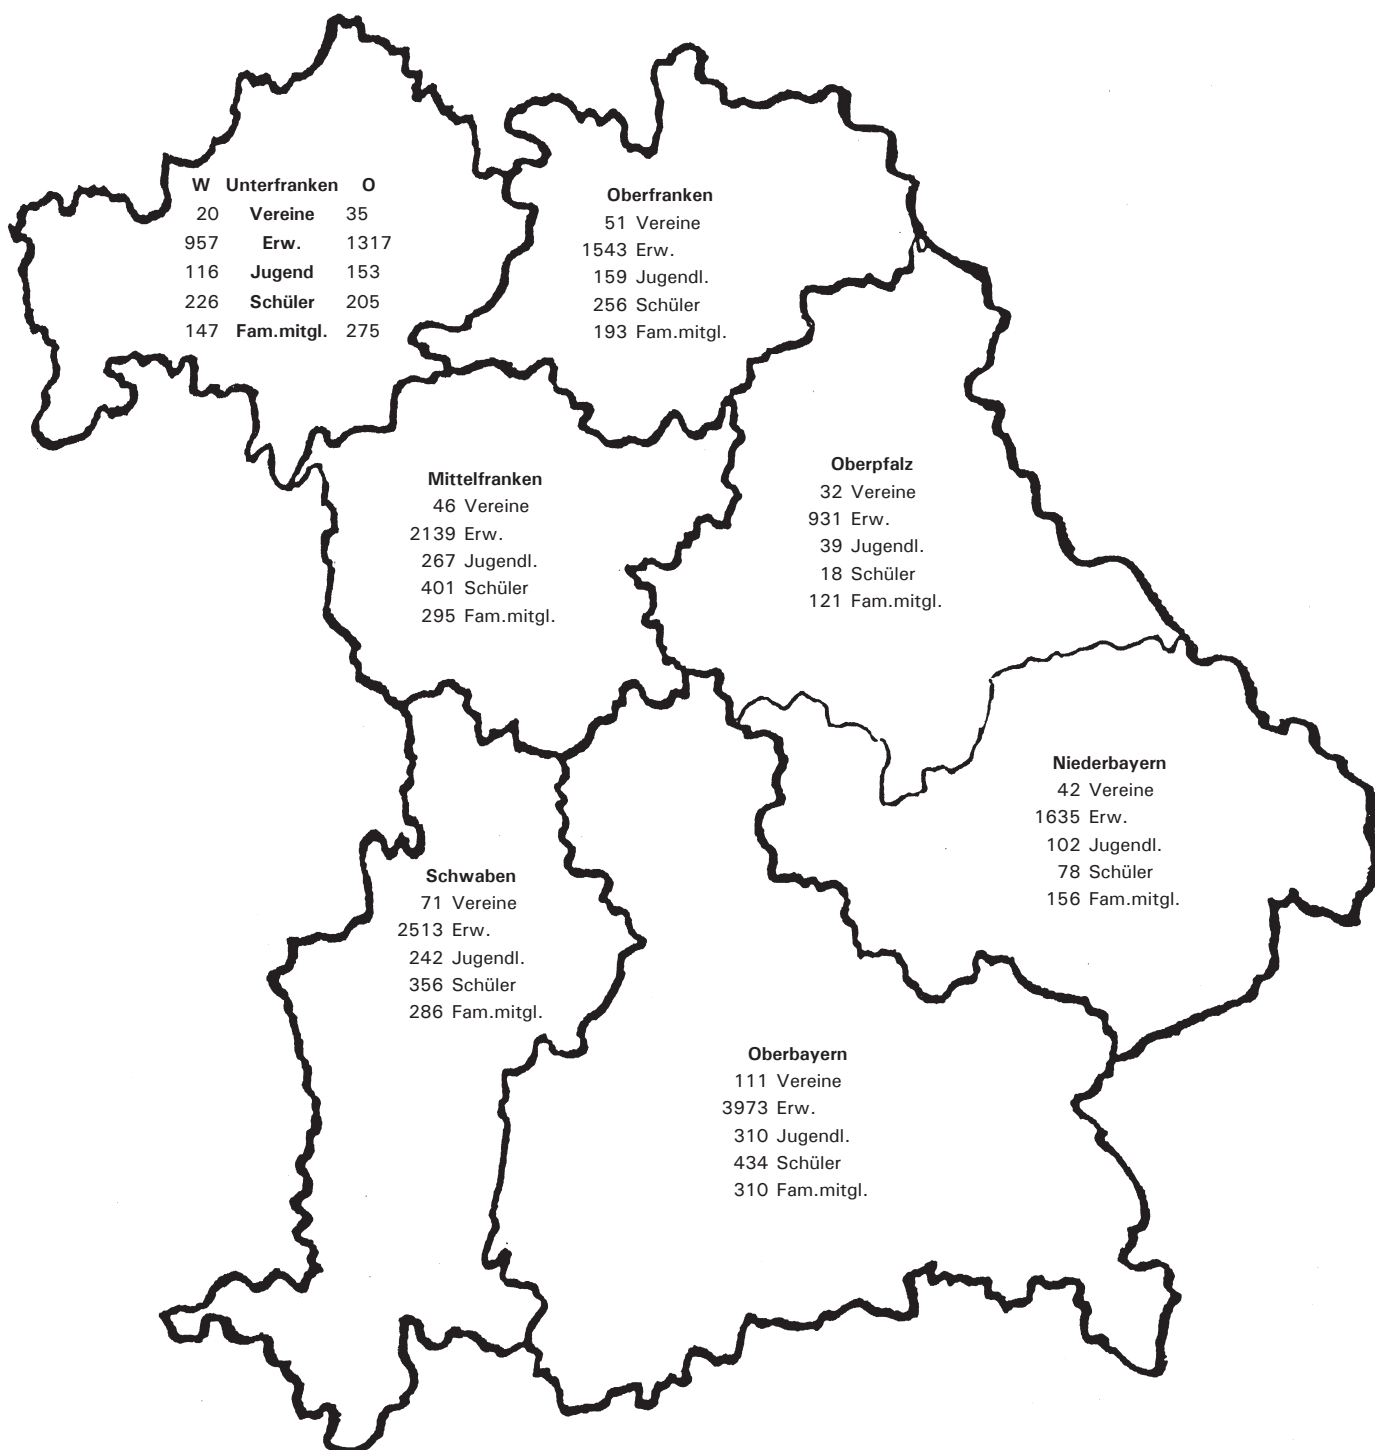 W Unterfranken O
20 Vereine 35
957 Erw. 1317
116 Jugend 153
226 Schüler 205
147 Fam.mitgl. 275
Oberfranken
51 Vereine
1543 Erw.
159 Jugendl.
256 Schüler
193 Fam.mitgl.
Mittelfranken
46 Vereine
2139 Erw.
267 Jugendl.
401 Schüler
295 Fam.mitgl.
Oberpfalz
32 Vereine
931 Erw.
39 Jugendl.
18 Schüler
121 Fam.mitgl.
Niederbayern
42 Vereine
1635 Erw.
102 Jugendl.
78 Schüler
156 Fam.mitgl.
Schwaben
71 Vereine
2513 Erw.
242 Jugendl.
356 Schüler
286 Fam.mitgl.
Oberbayern
111 Vereine
3973 Erw.
310 Jugendl.
434 Schüler
310 Fam.mitgl.